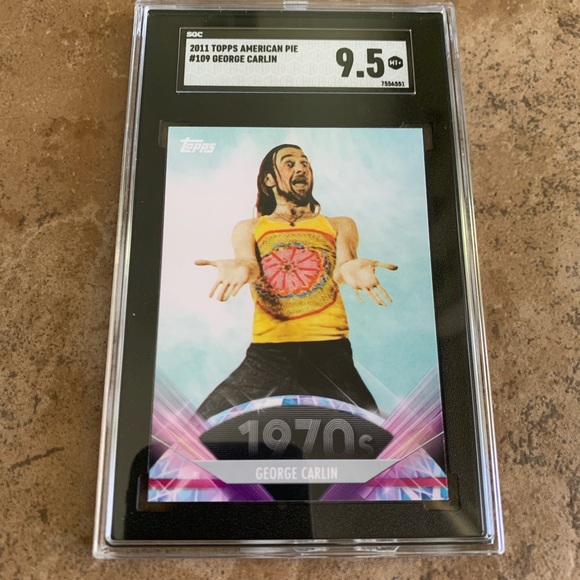 SGC
2011 TOPPS AMERICAN PIE
#109 GEORGE CARLIN
9.5
MT+
7556551
Topps
1970s
GEORGE CARLIN